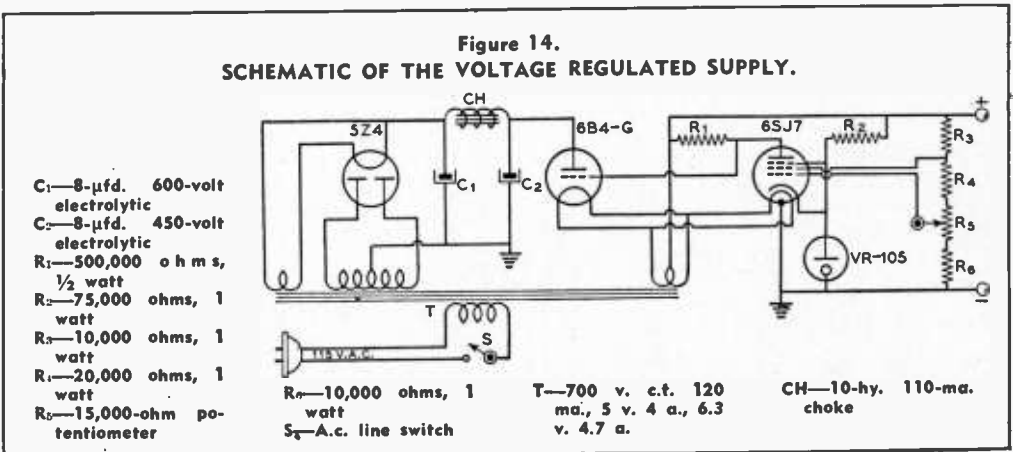 Figure 14.
SCHEMATIC OF THE VOLTAGE REGULATED SUPPLY.
C₁—8-μfd. 600-volt
electrolytic
C₂—8-μfd. 450-volt
electrolytic
R₁—500,000 ohms,
½ watt
R₂—75,000 ohms, 1
watt
R₃—10,000 ohms, 1
watt
R₄—20,000 ohms, 1
watt
R₅—15,000-ohm po-
tentiometer
R₆—10,000 ohms, 1
watt
S—A.c. line switch
T—700 v. c.t. 120
ma., 5 v. 4 a., 6.3
v. 4.7 a.
CH—10-hy. 110-ma.
choke
CH
5Z4
C₁
C₂
6B4-G
R₁
6SJ7
R₂
+
R₃
R₄
R₅
R₆
VR-105
−
T
S
115 V.A.C.